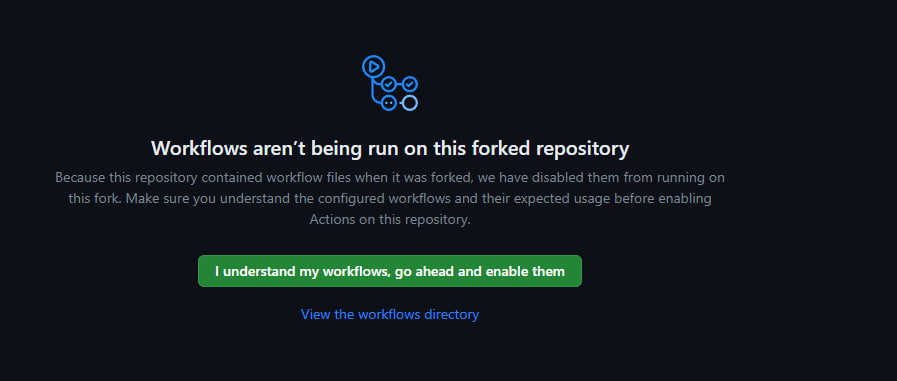 Workflows aren’t being run on this forked repository
Because this repository contained workflow files when it was forked, we have disabled them from running on
this fork. Make sure you understand the configured workflows and their expected usage before enabling
Actions on this repository.
I understand my workflows, go ahead and enable them
View the workflows directory